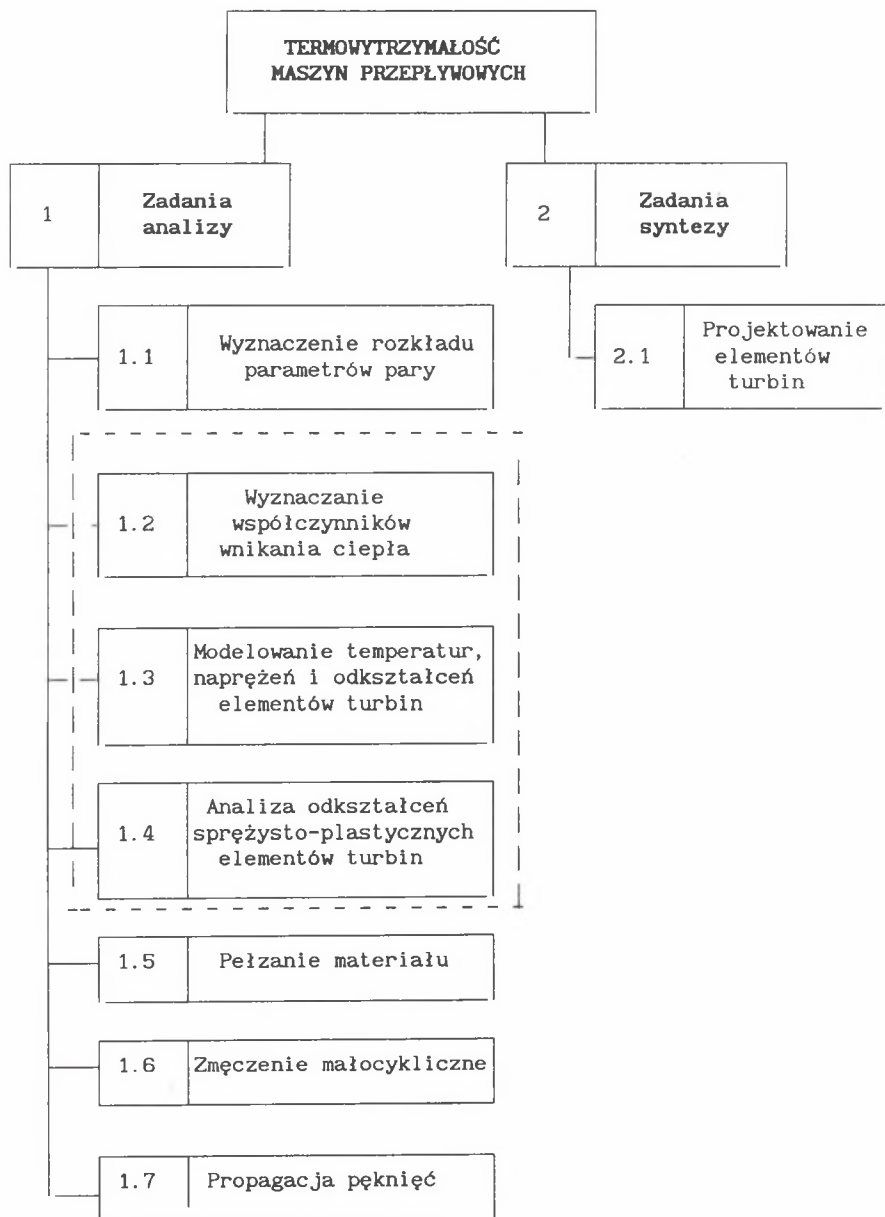 TERMOWYTRZYMAŁOŚĆ
MASZYN PRZEPŁYWOWYCH
1
Zadania
analizy
2
Zadania
syntezy
1.1
Wyznaczenie rozkładu
parametrów pary
2.1
Projektowanie
elementów
turbin
1.2
Wyznaczanie
współczynników
wnikania ciepła
1.3
Modelowanie temperatur,
naprężeń i odkształceń
elementów turbin
1.4
Analiza odkształceń
sprężysto-plastycznych
elementów turbin
1.5
Pełzanie materiału
1.6
Zmęczenie małocykliczne
1.7
Propagacja pęknięć